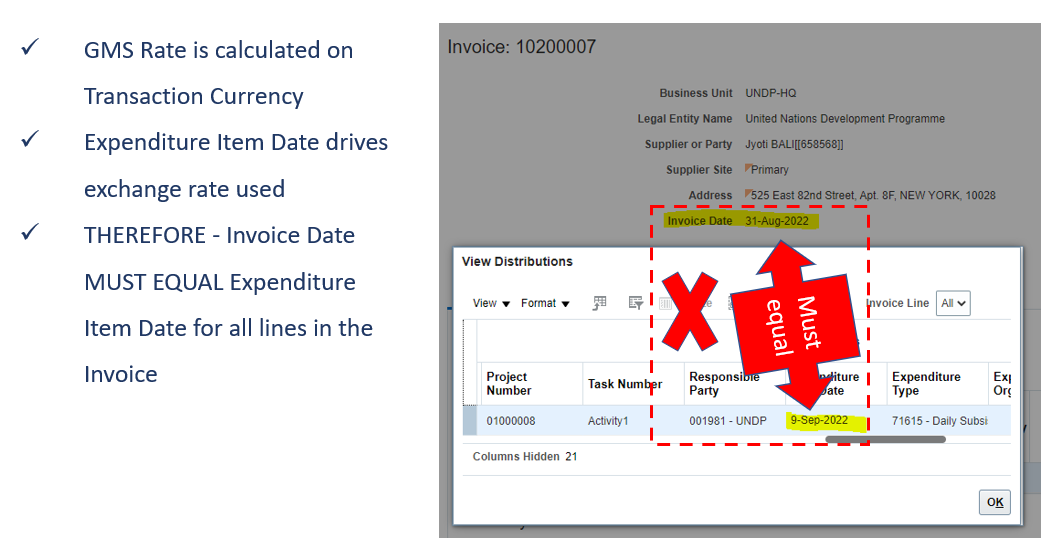 GMS Rate is calculated on
Transaction Currency
Expenditure Item Date drives
exchange rate used
THEREFORE - Invoice Date
MUST EQUAL Expenditure
Item Date for all lines in the
Invoice
Invoice: 10200007
Business Unit UNDP-HQ
Legal Entity Name United Nations Development Programme
Supplier or Party Jyoti BALI[[658568]]
Supplier Site Primary
Address 525 East 82nd Street, Apt. 8F, NEW YORK, 10028
Invoice Date 31-Aug-2022
View Distributions
View Format Invoice Line All
Must
equal
Project Number Task Number Responsible Party Date Expenditure Type
01000008 Activity1 001981 - UNDP 9-Sep-2022 71615 - Daily Subsi
Columns Hidden 21
OK